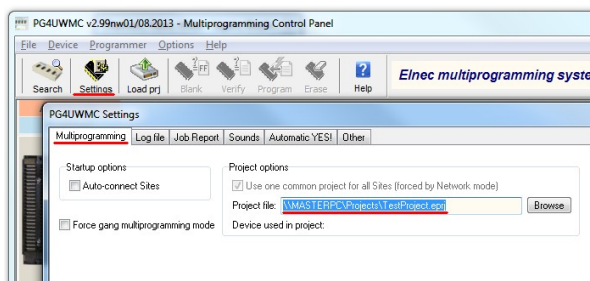 PG4UWMC v2.99nw01/08.2013 - Multiprogramming Control Panel
File Device Programmer Options Help
Search Settings Load prj Blank Verify Program Erase Help
Elnec multiprogramming syste
PG4UWMC Settings
Multiprogramming Log file Job Report Sounds Automatic YES! Other
Startup options
Auto-connect Sites
Force gang multiprogramming mode
Project options
Use one common project for all Sites (forced by Network mode)
Project file: \\MASTERPC\Projects\TestProject.eprj Browse
Device used in project: